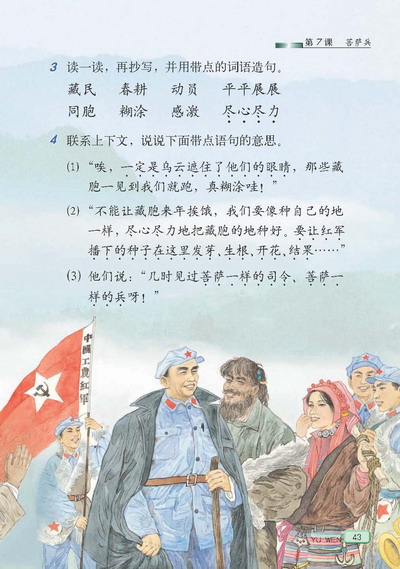 第7课 菩萨兵
3 读一读，再抄写，并用带点的词语造句。
藏民 春耕 动员 平平展展
同胞 糊涂 感激 尽心尽力
4 联系上下文，说说下面带点语句的意思。
(1) “唉，一定是乌云遮住了他们的眼睛，那些藏
胞一见到我们就跑，真糊涂哇！”
(2) “不能让藏胞来年挨饿，我们要像种自己的地
一样，尽心尽力地把藏胞的地种好。要让红军
播下的种子在这里发芽、生根、开花、结果……”
(3) 他们说：“几时见过菩萨一样的司令、菩萨一
样的兵呀！”
中國工農紅軍
YU WEN 43